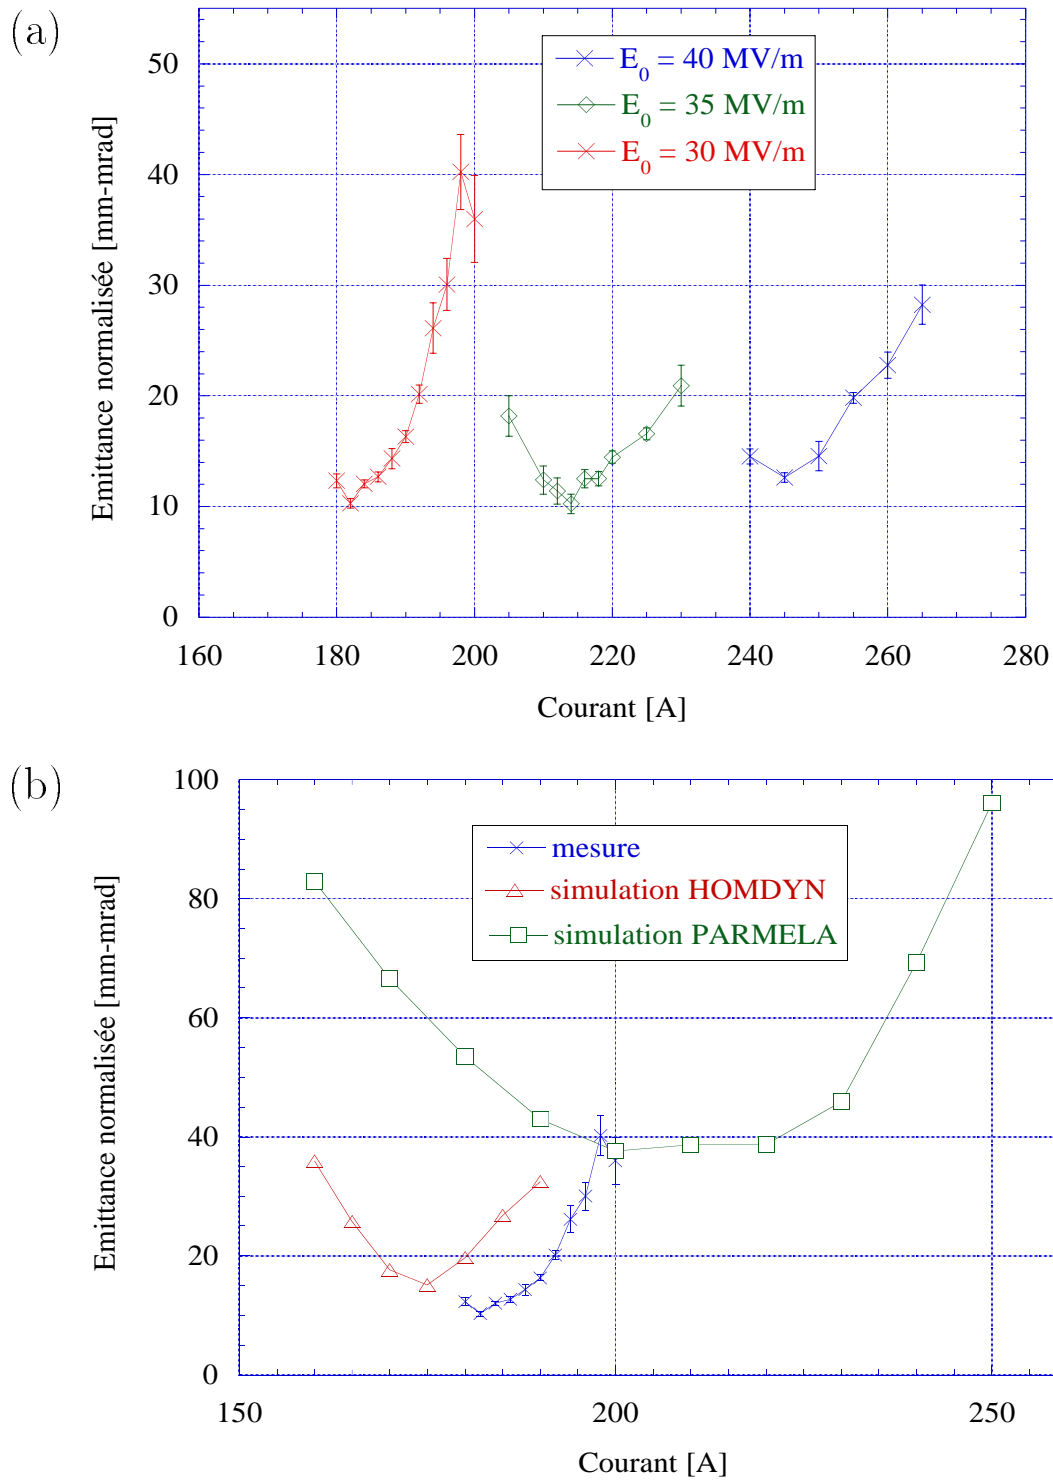 (a)
Emittance normalisée [mm-mrad]
50
40
30
20
10
0
E0 = 40 MV/m
E0 = 35 MV/m
E0 = 30 MV/m
160 180 200 220 240 260 280
Courant [A]
(b)
Emittance normalisée [mm-mrad]
100
80
60
40
20
0
mesure
simulation HOMDYN
simulation PARMELA
150 200 250
Courant [A]